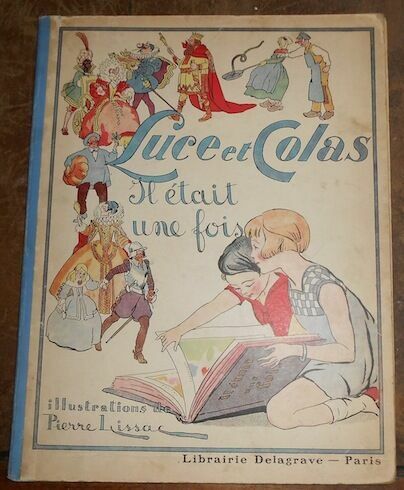 Luce et Colas
Il était
une fois
illustrations de
Pierre Lissac
Librairie Delagrave — Paris